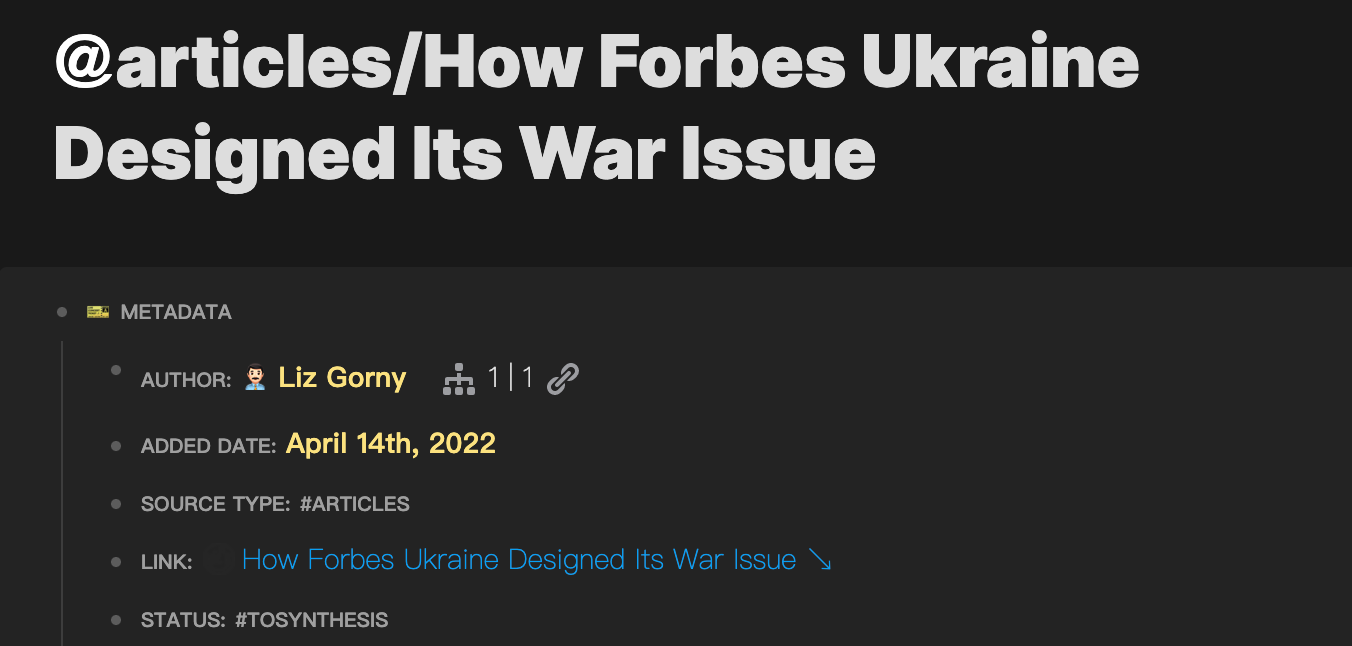 @articles/How Forbes Ukraine
Designed Its War Issue
METADATA
AUTHOR: Liz Gorny 1 | 1
ADDED DATE: April 14th, 2022
SOURCE TYPE: #ARTICLES
LINK: How Forbes Ukraine Designed Its War Issue ↘
STATUS: #TOSYNTHESIS